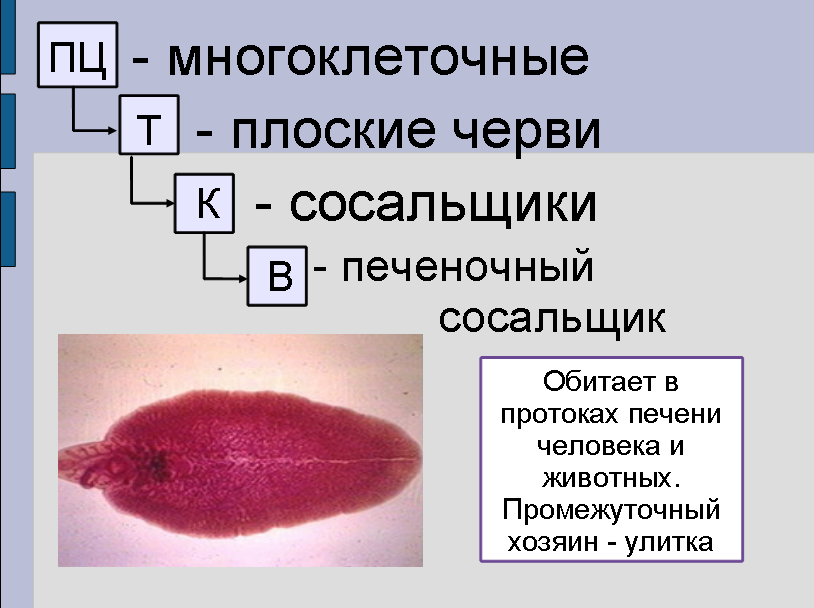 ПЦ - многоклеточные
Т - плоские черви
К - сосальщики
В - печеночный
сосальщик
Обитает в
протоках печени
человека и
животных.
Промежуточный
хозяин - улитка